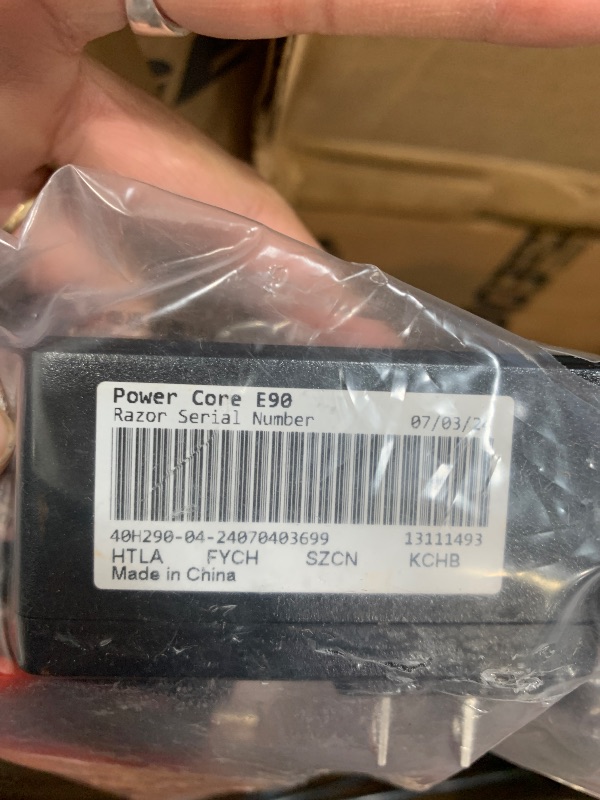 Power Core E90
Razor Serial Number 07/03/2
40H290-04-24070403699 13111493
HTLA FYCH SZCN KCHB
Made in China